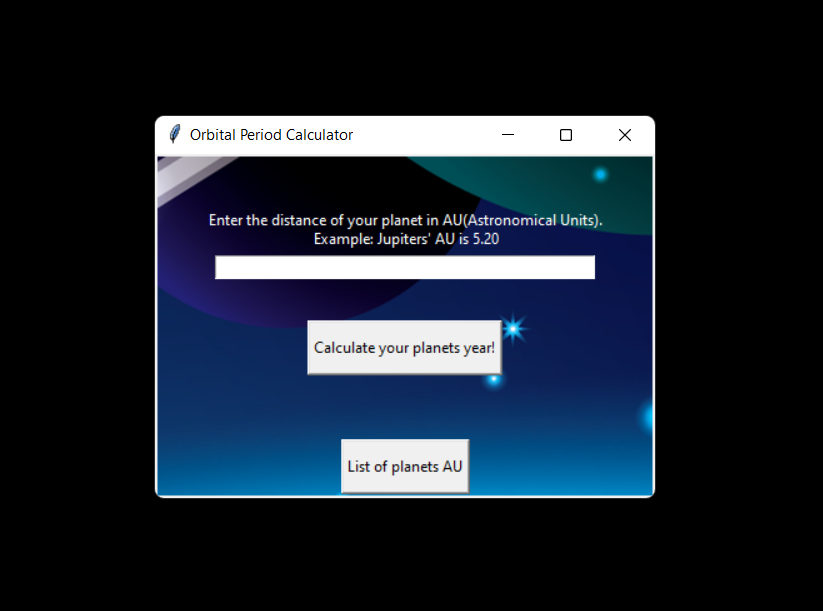 Orbital Period Calculator
Enter the distance of your planet in AU(Astronomical Units).
Example: Jupiters' AU is 5.20
Calculate your planets year!
List of planets AU